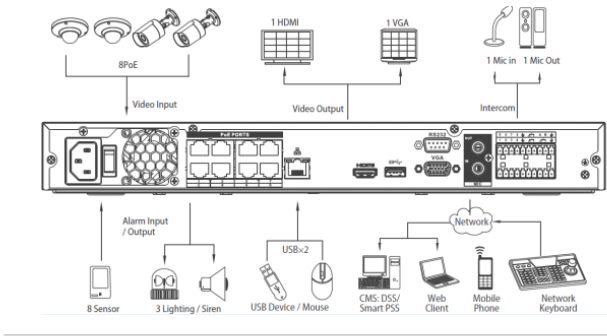 1 HDMI
1 VGA
8PoE
1 Mic in
1 Mic Out
Video Input
Video Output
Intercom
PoE PORTS
RS232
HDMI
VGA
Alarm Input
/ Output
USB×2
Network
8 Sensor
3 Lighting / Siren
USB Device / Mouse
CMS: DSS/
Smart PSS
Web
Client
Mobile
Phone
Network
Keyboard